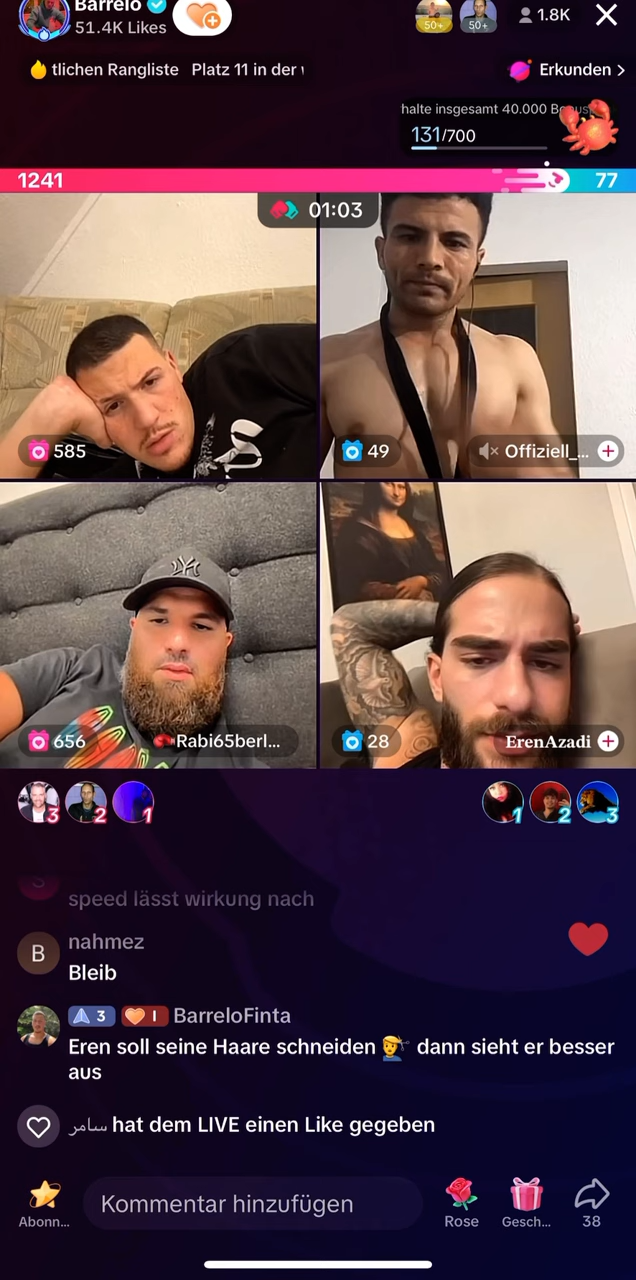 Barrelo
51.4K Likes
50+
50+
1.8K
tlichen Rangliste Platz 11 in der
Erkunden >
halte insgesamt 40.000 Bonus
131/700
1241
77
01:03
585
49
Offiziell_...
NY
656
Rabi65berl...
28
ErenAzadi
3
2
1
1
2
3
S
speed lässt wirkung nach
B
nahmez
Bleib
3 I BarreloFinta
Eren soll seine Haare schneiden 💇‍♂️ dann sieht er besser
aus
سامر hat dem LIVE einen Like gegeben
Kommentar hinzufügen
Abonn...
Rose
Gesch...
38